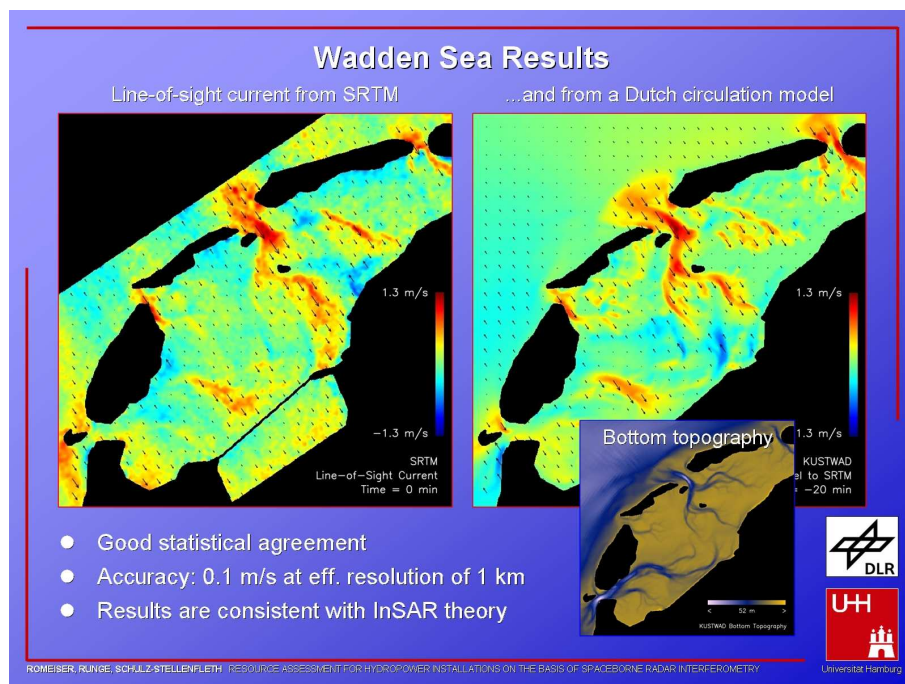 Wadden Sea Results
Line-of-sight current from SRTM
...and from a Dutch circulation model
1.3 m/s
−1.3 m/s
SRTM
Line−of−Sight Current
Time = 0 min
1.3 m/s
1.3 m/s
KUSTWAD
el to SRTM
= −20 min
Bottom topography
< 52 m >
KUSTWAD Bottom Topography
● Good statistical agreement
● Accuracy: 0.1 m/s at eff. resolution of 1 km
● Results are consistent with InSAR theory
DLR
UHH
ROMEISER, RUNGE, SCHULZ-STELLENFLETH RESOURCE ASSESSMENT FOR HYDROPOWER INSTALLATIONS ON THE BASIS OF SPACEBORNE RADAR INTERFEROMETRY
Universität Hamburg